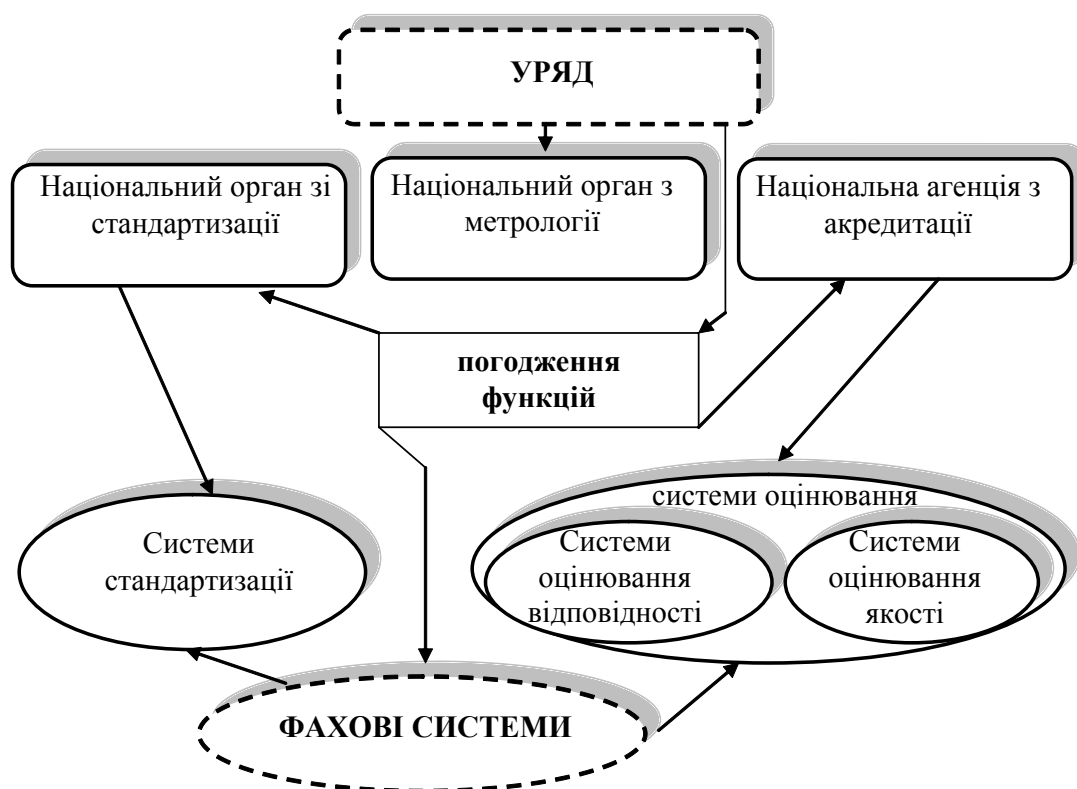 УРЯД
Національний орган зі
стандартизації
Національний орган з
метрології
Національна агенція з
акредитації
погодження
функцій
системи оцінювання
Системи
стандартизації
Системи
оцінювання
відповідності
Системи
оцінювання
якості
ФАХОВІ СИСТЕМИ